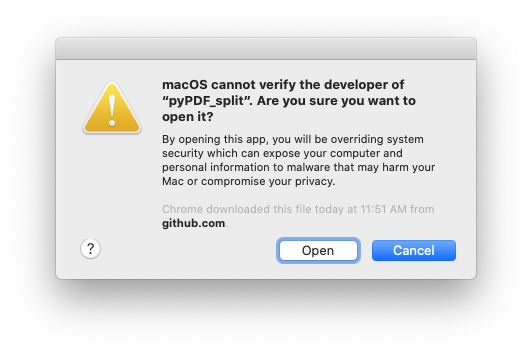 macOS cannot verify the developer of
“pyPDF_split”. Are you sure you want to
open it?
By opening this app, you will be overriding system
security which can expose your computer and
personal information to malware that may harm your
Mac or compromise your privacy.
Chrome downloaded this file today at 11:51 AM from
github.com.
?
Open
Cancel